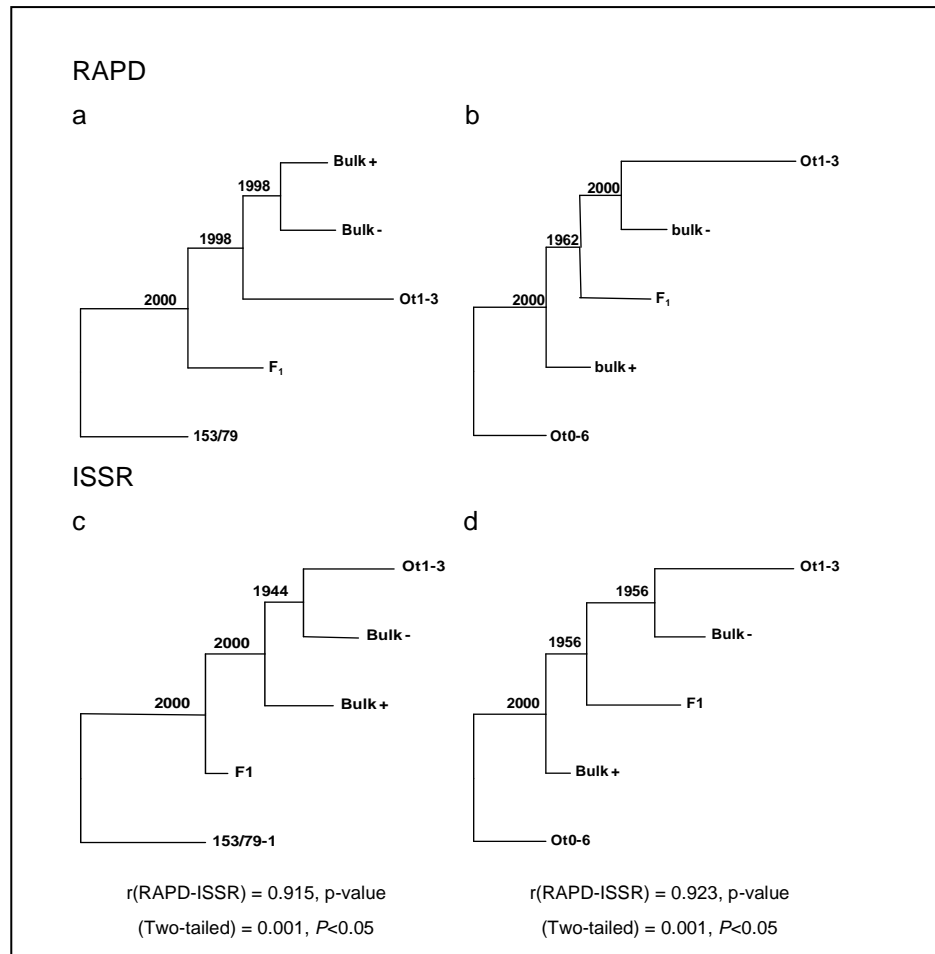 RAPD
a
b
Bulk+
Ot1-3
1998
2000
Bulk-
bulk-
1998
1962
2000
Ot1-3
2000
F₁
F₁
bulk+
153/79
Ot0-6
ISSR
c
d
Ot1-3
Ot1-3
1944
1956
Bulk-
Bulk-
2000
1956
2000
Bulk+
2000
F1
F1
Bulk+
153/79-1
Ot0-6
r(RAPD-ISSR) = 0.915, p-value
(Two-tailed) = 0.001, P<0.05
r(RAPD-ISSR) = 0.923, p-value
(Two-tailed) = 0.001, P<0.05